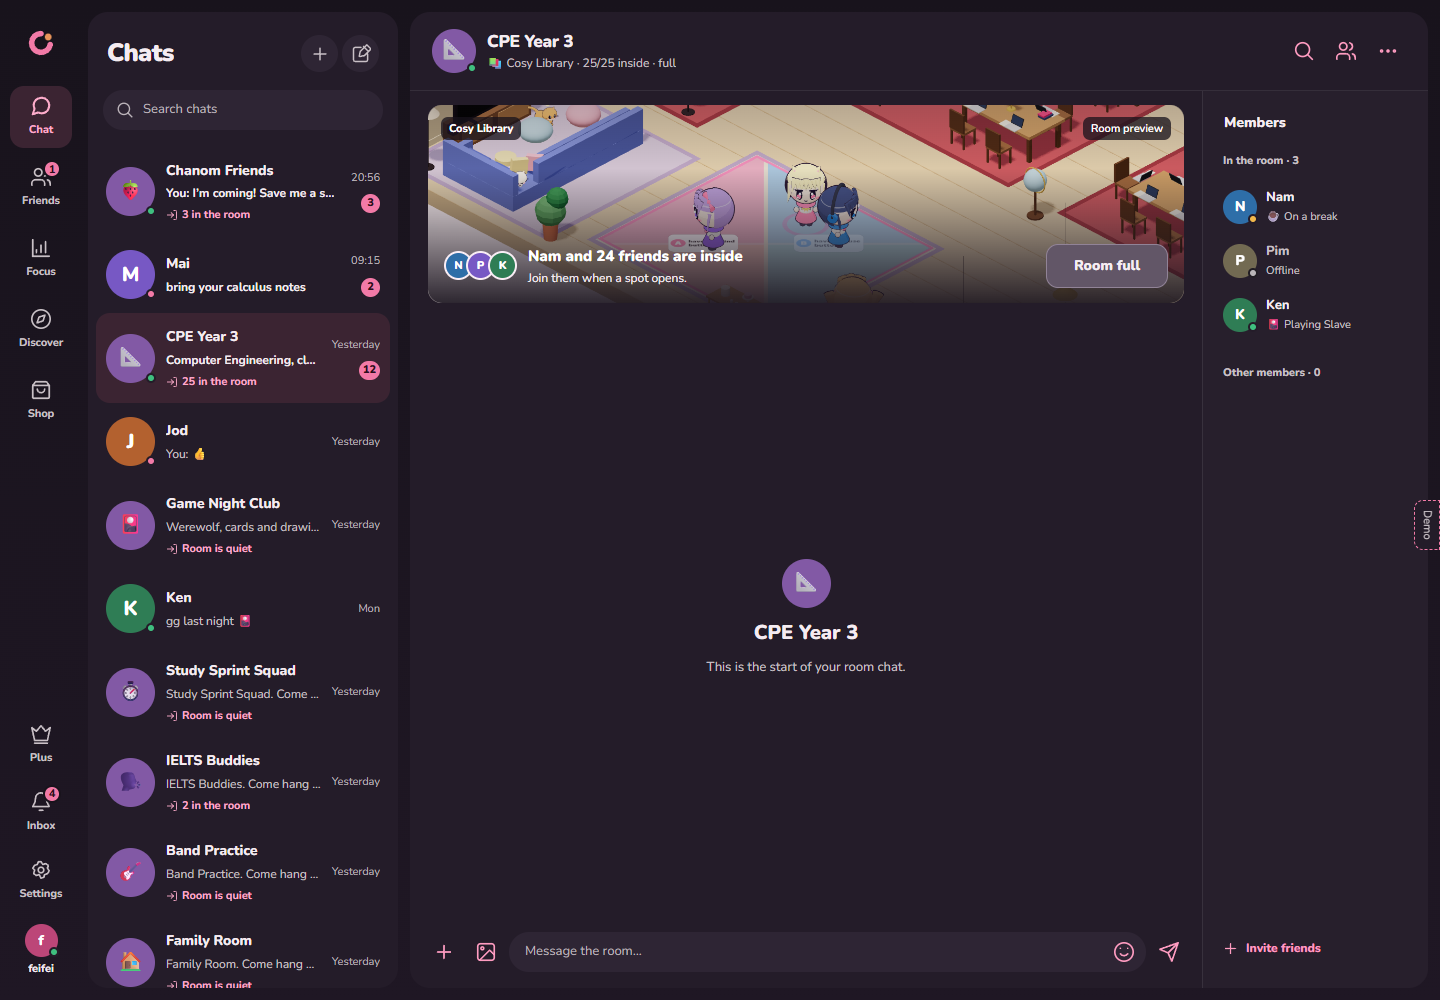 Chat
1
Friends
Focus
Discover
Shop
Plus
4
Inbox
Settings
f
feifei
Chats
Search chats
Chanom Friends
20:56
You: I'm coming! Save me a s...
3
3 in the room
M
Mai
09:15
bring your calculus notes
2
CPE Year 3
Yesterday
Computer Engineering, cl...
12
25 in the room
J
Jod
Yesterday
You: 👍
Game Night Club
Werewolf, cards and drawi...
Yesterday
Room is quiet
K
Ken
Mon
gg last night 🎴
Study Sprint Squad
Study Sprint Squad. Come ...
Yesterday
Room is quiet
IELTS Buddies
IELTS Buddies. Come hang ...
Yesterday
2 in the room
Band Practice
Band Practice. Come hang ...
Yesterday
Room is quiet
Family Room
Family Room. Come hang ...
Yesterday
Room is quiet
CPE Year 3
Cosy Library · 25/25 inside · full
Cosy Library
Room preview
N P K
Nam and 24 friends are inside
Join them when a spot opens.
Room full
CPE Year 3
This is the start of your room chat.
Message the room...
Members
In the room · 3
N
Nam
On a break
P
Pim
Offline
K
Ken
Playing Slave
Other members · 0
Invite friends
Demo